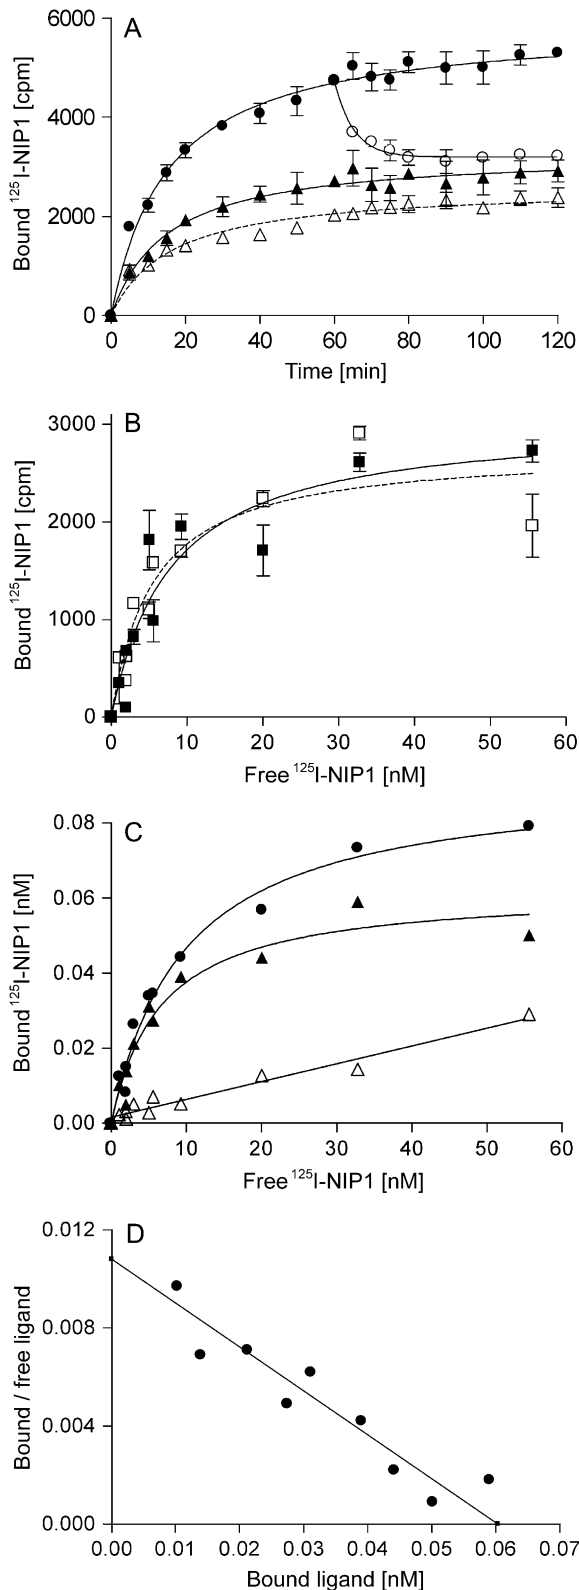 A
6000
4000
2000
0
Bound ¹²⁵I-NIP1 [cpm]
0 20 40 60 80 100 120
Time [min]
B
3000
2000
1000
0
Bound ¹²⁵I-NIP1 [cpm]
0 10 20 30 40 50 60
Free ¹²⁵I-NIP1 [nM]
C
0.08
0.06
0.04
0.02
0.00
Bound ¹²⁵I-NIP1 [nM]
0 10 20 30 40 50 60
Free ¹²⁵I-NIP1 [nM]
D
0.012
0.008
0.004
0.000
Bound / free ligand
0.00 0.01 0.02 0.03 0.04 0.05 0.06 0.07
Bound ligand [nM]